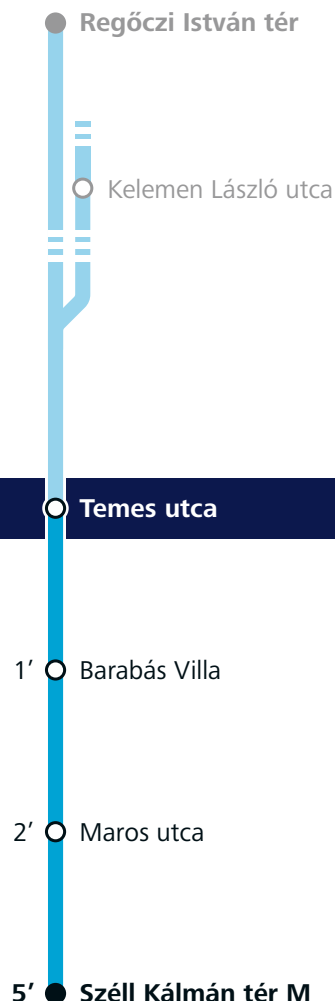 Regőczi István tér
Kelemen László utca
Temes utca
1’ Barabás Villa
2’ Maros utca
5’ Széll Kálmán tér M